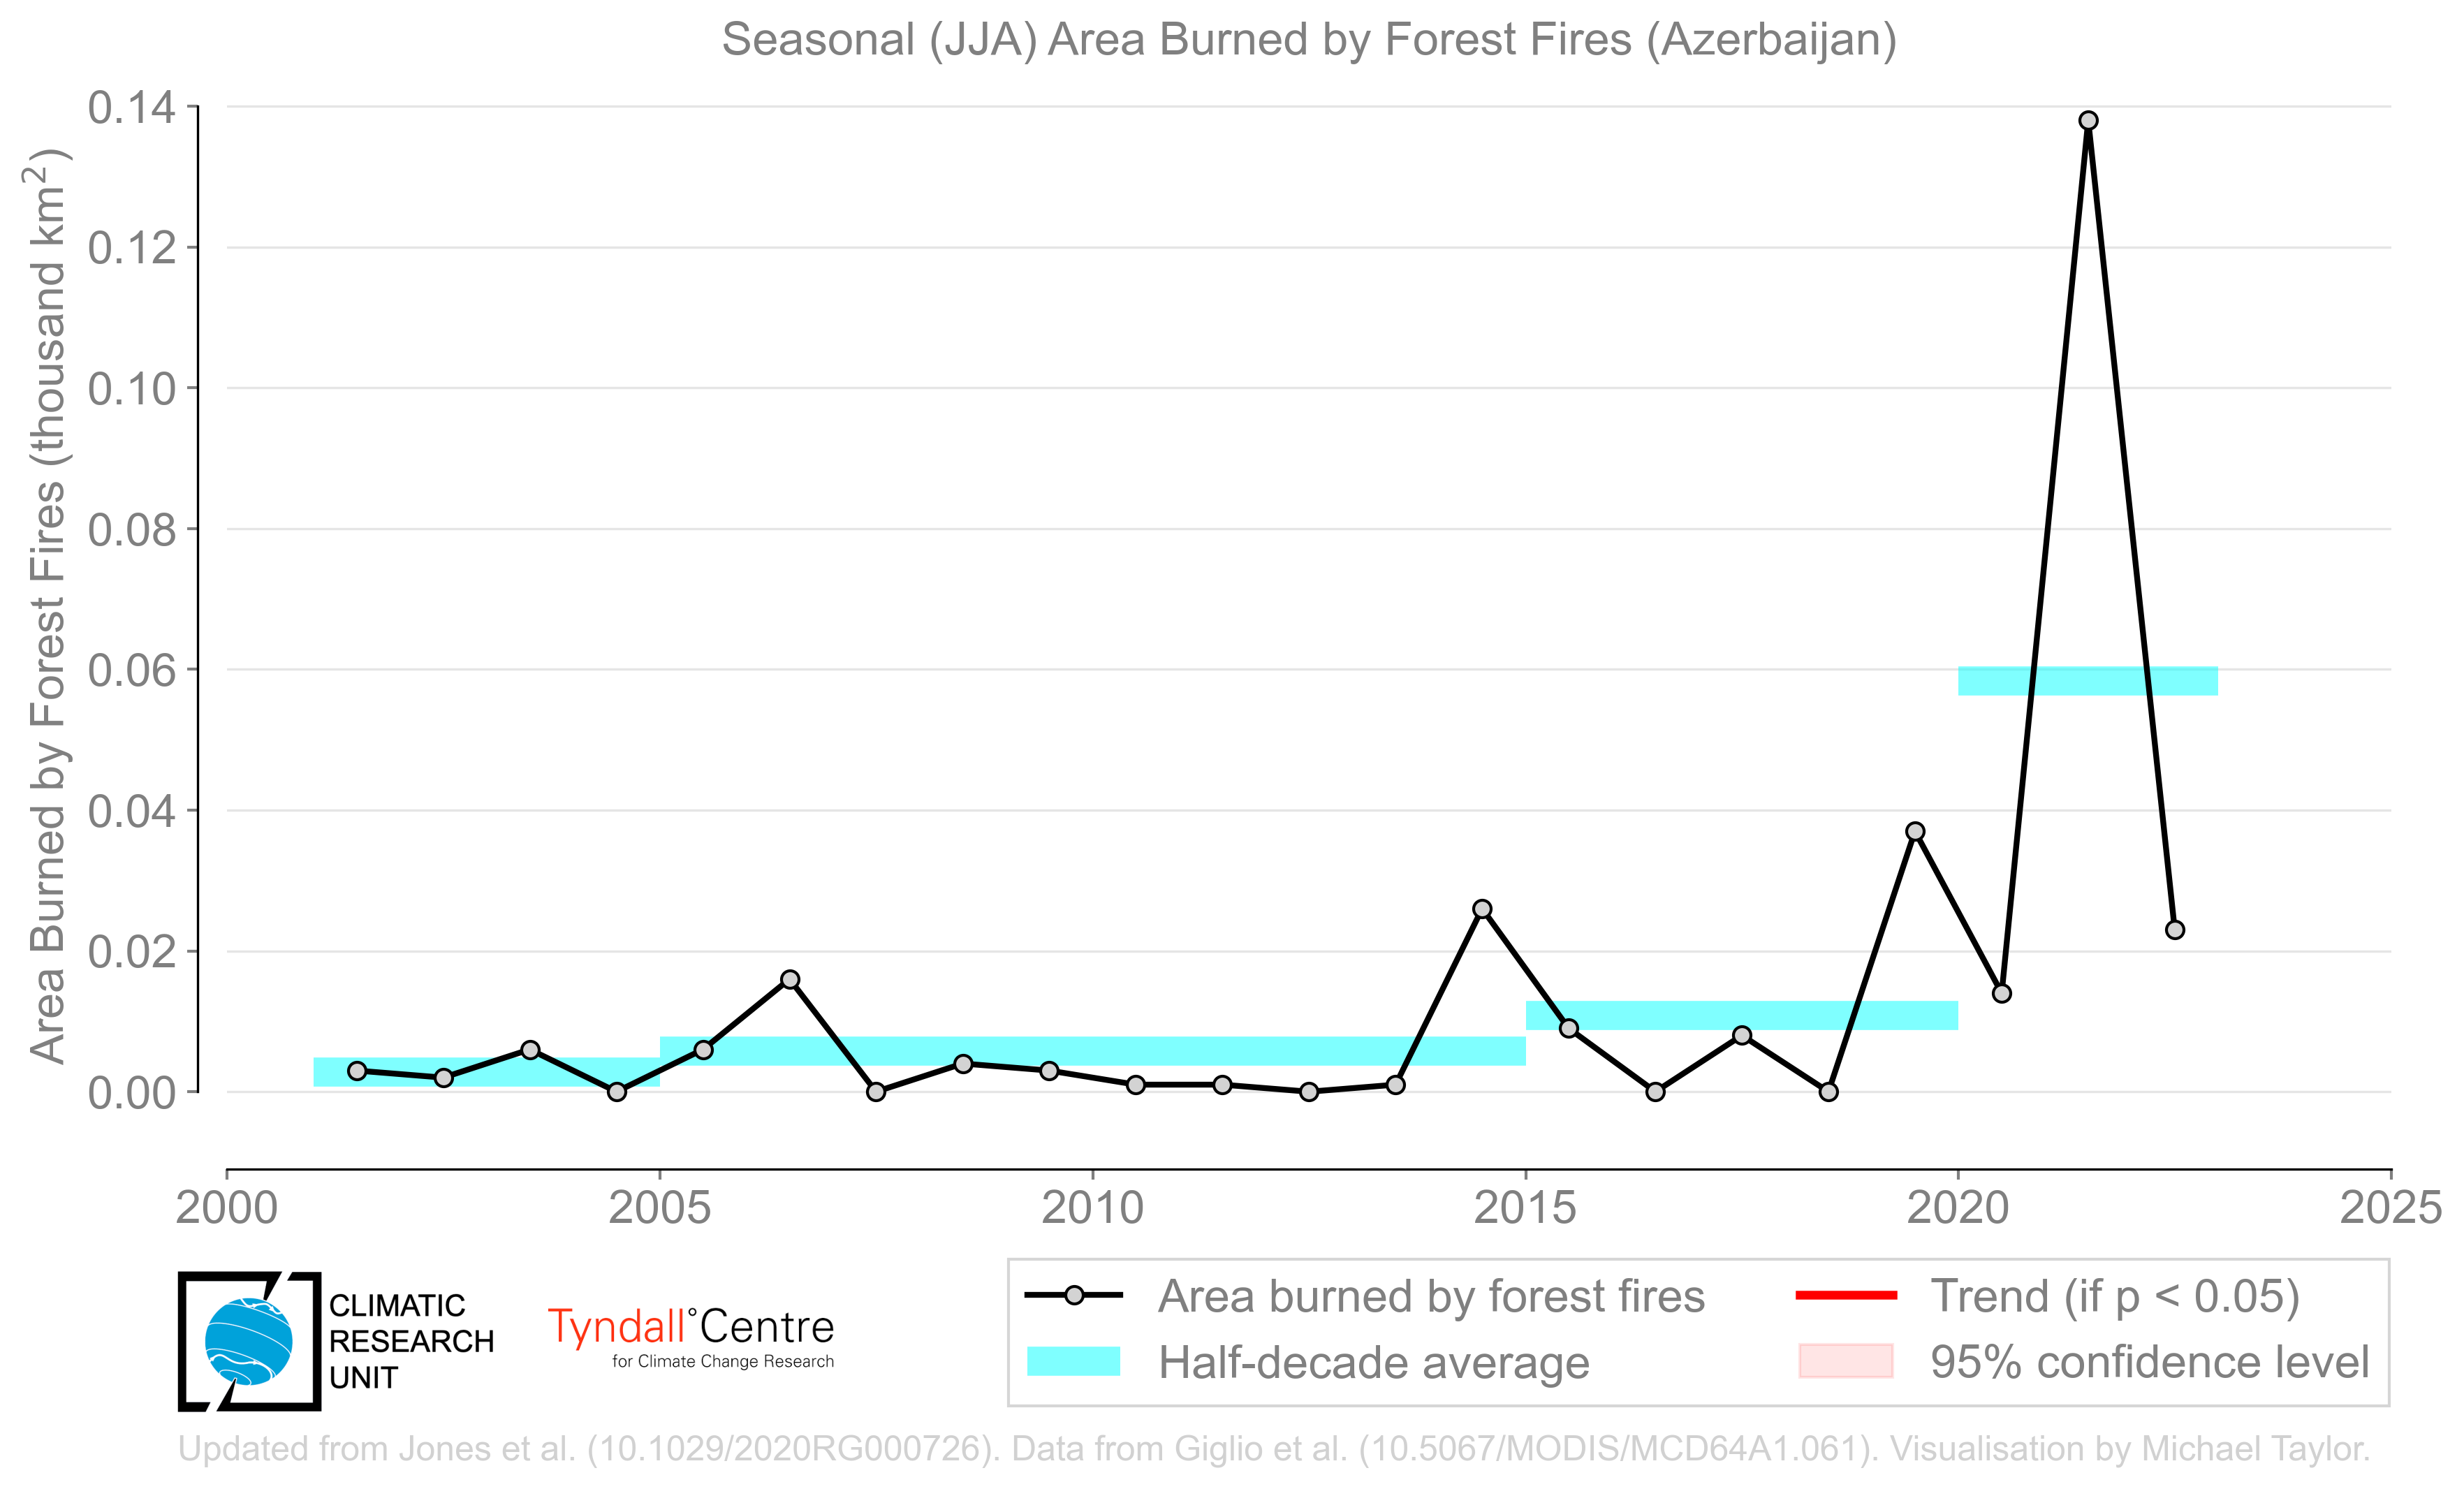 Seasonal (JJA) Area Burned by Forest Fires (Azerbaijan)
Area Burned by Forest Fires (thousand km²)
0.14
0.12
0.10
0.08
0.06
0.04
0.02
0.00
2000 2005 2010 2015 2020 2025
CLIMATIC
RESEARCH
UNIT
Tyndall°Centre
for Climate Change Research
Area burned by forest fires
Half-decade average
Trend (if p < 0.05)
95% confidence level
Updated from Jones et al. (10.1029/2020RG000726). Data from Giglio et al. (10.5067/MODIS/MCD64A1.061). Visualisation by Michael Taylor.